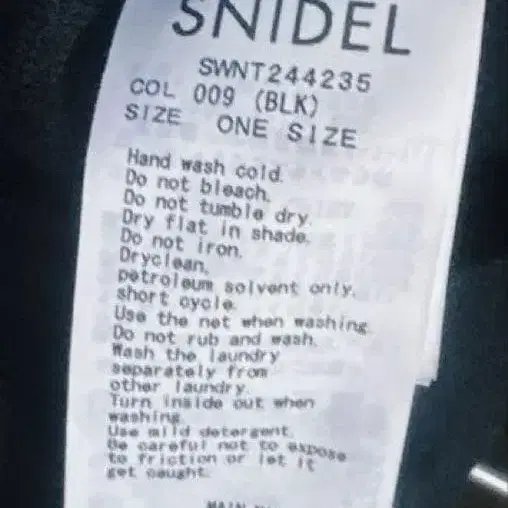 SNIDEL
SWNT244235
COL 009 (BLK)
SIZE ONE SIZE
Hand wash cold.
Do not bleach.
Do not tumble dry.
Dry flat in shade.
Do not iron.
Dryclean,
petroleum solvent only.
short cycle.
Use the net when washing.
Do not rub and wash.
Wash the laundry
separately from
other laundry.
Turn inside out when
washing.
Use mild detergent.
Be careful not to expose
to friction or let it
get caught.